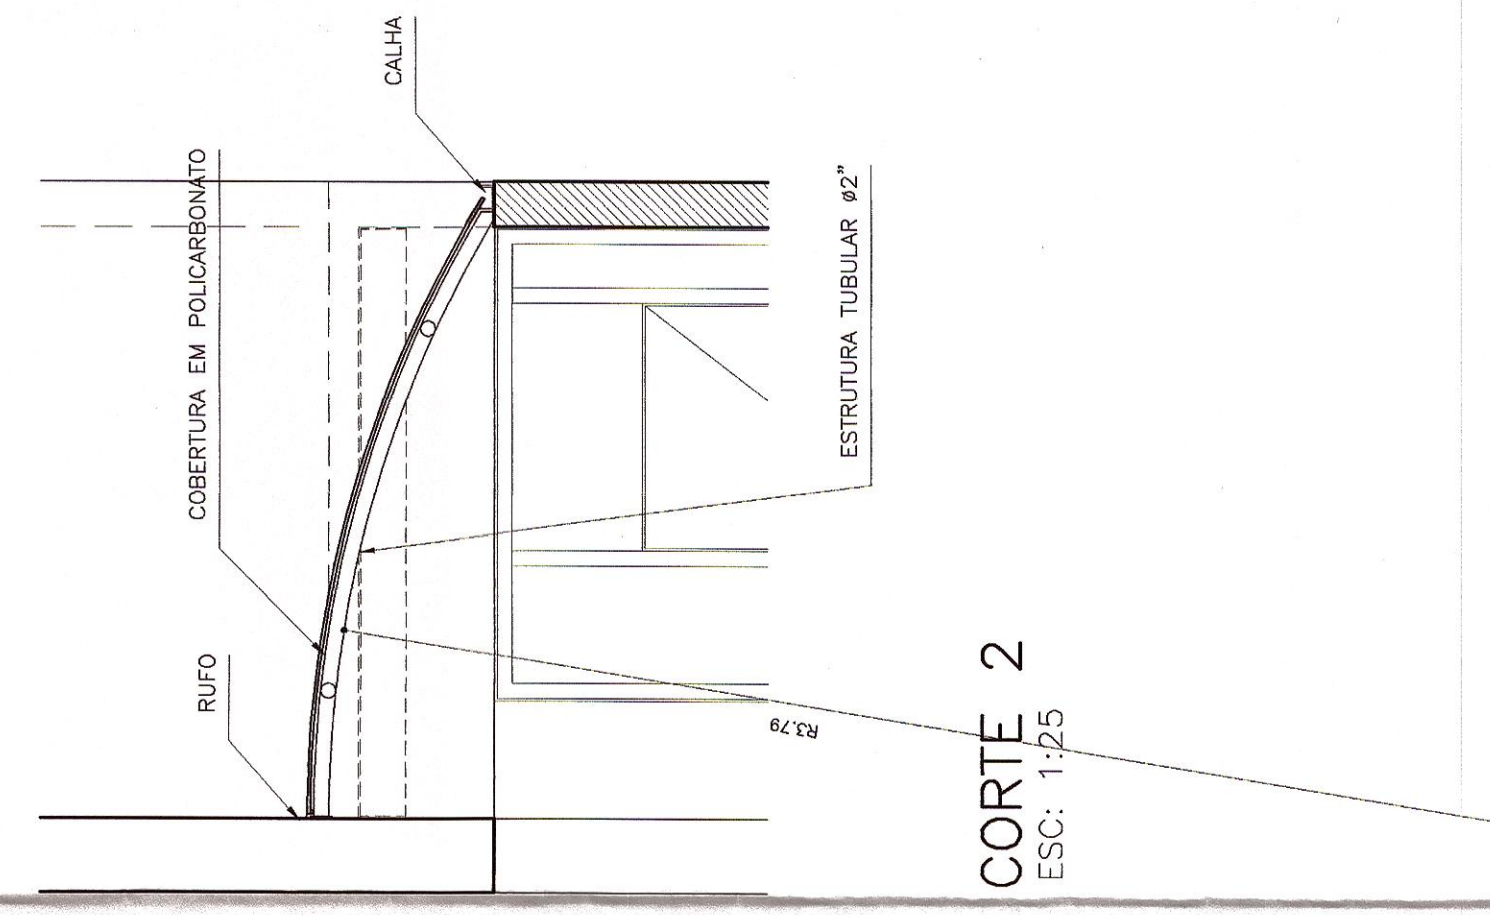 CALHA
COBERTURA EM POLICARBONATO
RUFO
ESTRUTURA TUBULAR ø2"
R3.79
CORTE 2
ESC: 1:25